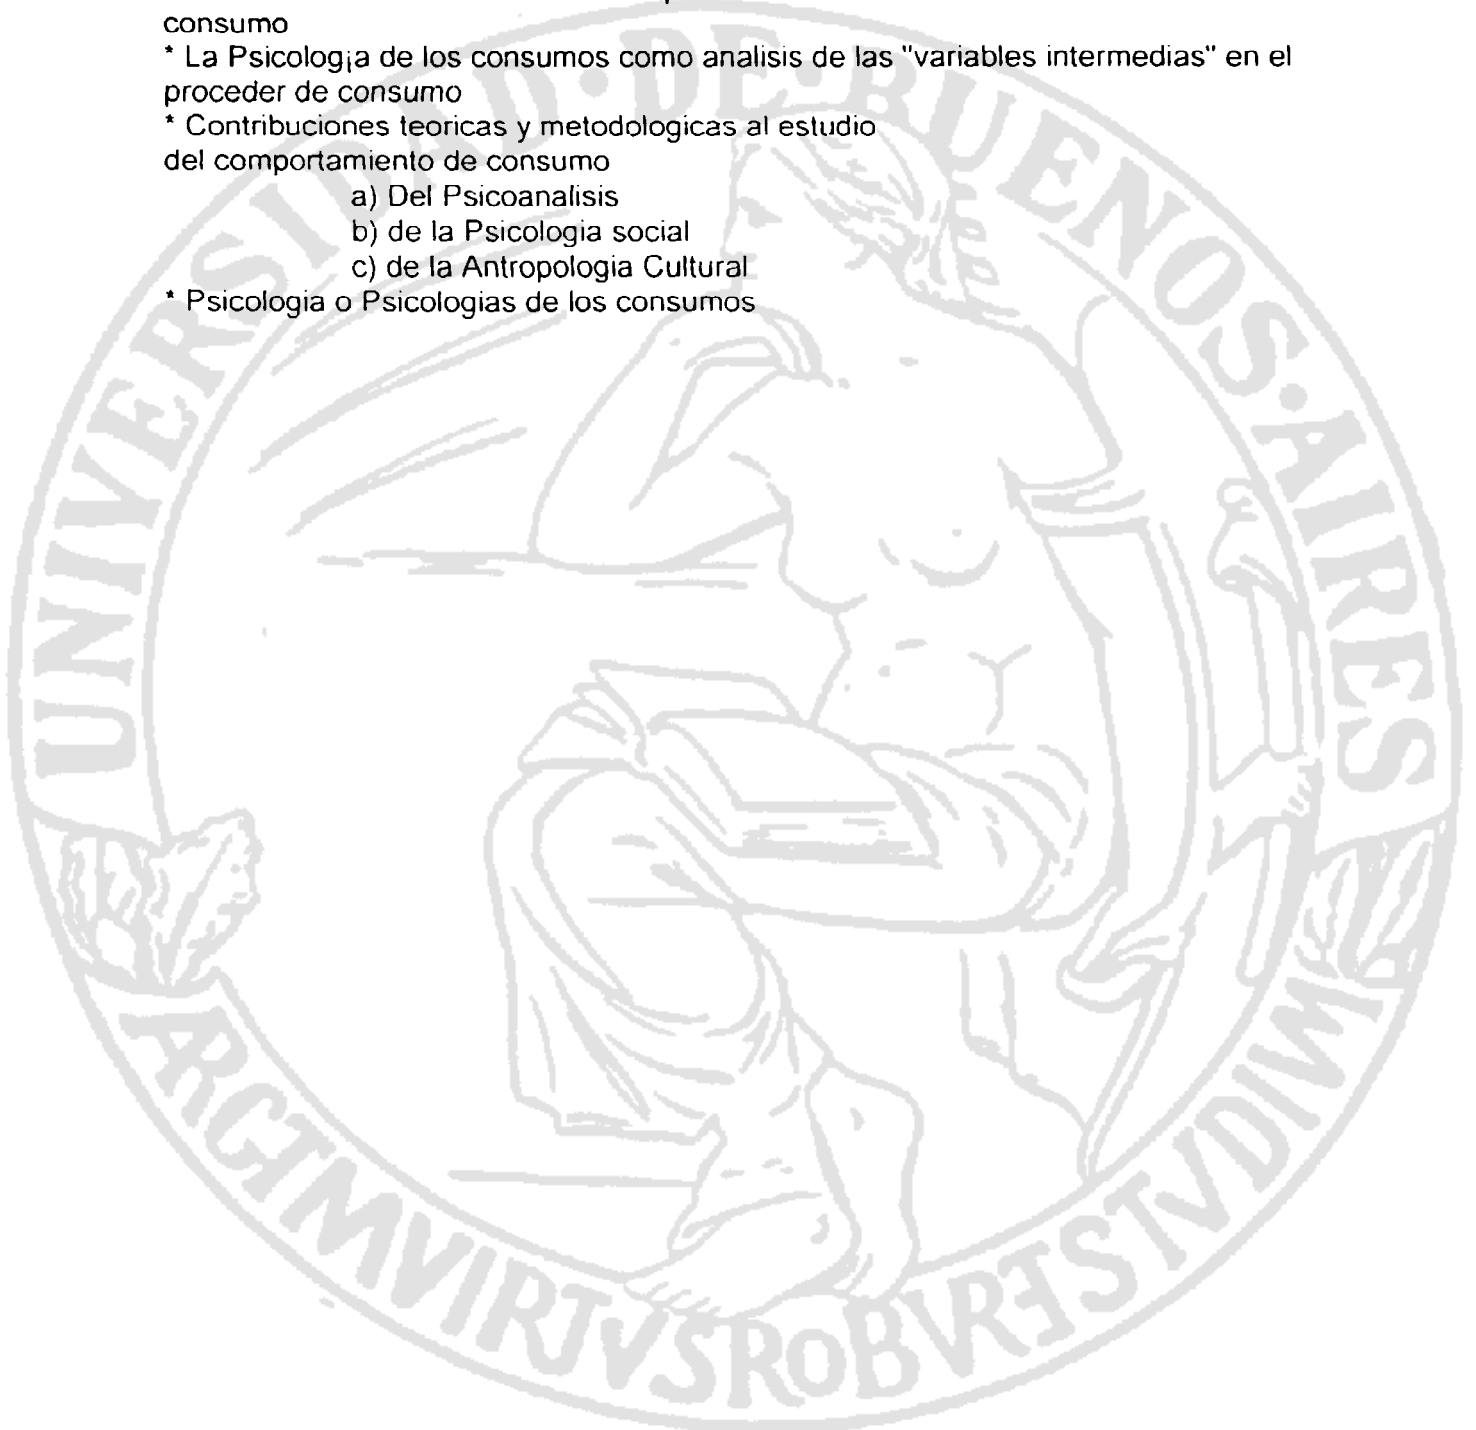 consumo
* La Psicolog¡a de los consumos como analisis de las "variables intermedias" en el
proceder de consumo
* Contribuciones teoricas y metodologicas al estudio
del comportamiento de consumo
a) Del Psicoanalisis
b) de la Psicologia social
c) de la Antropologia Cultural
* Psicologia o Psicologias de los consumos
UNIVERSIDAD·DE·BUENOS·AIRES
ARGTMVIRTVSROBVRETSTVDIVM